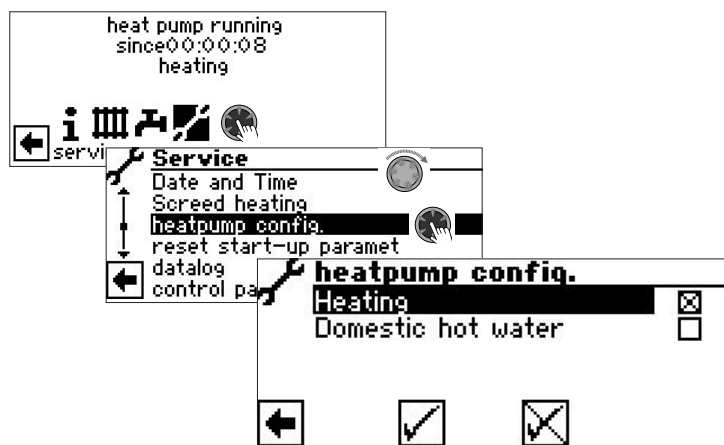 heat pump running
since00:00:08
heating
servi
Service
Date and Time
Screed heating
heatpump config.
reset start-up paramet
datalog
control pa
heatpump config.
Heating
Domestic hot water